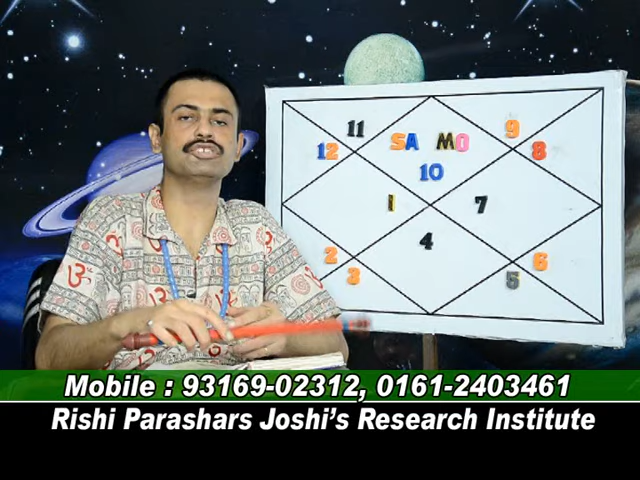 11 9
12 SA MO 8
10
1 7
4
2 6
3 5
Mobile : 93169-02312, 0161-2403461
Rishi Parashars Joshi's Research Institute